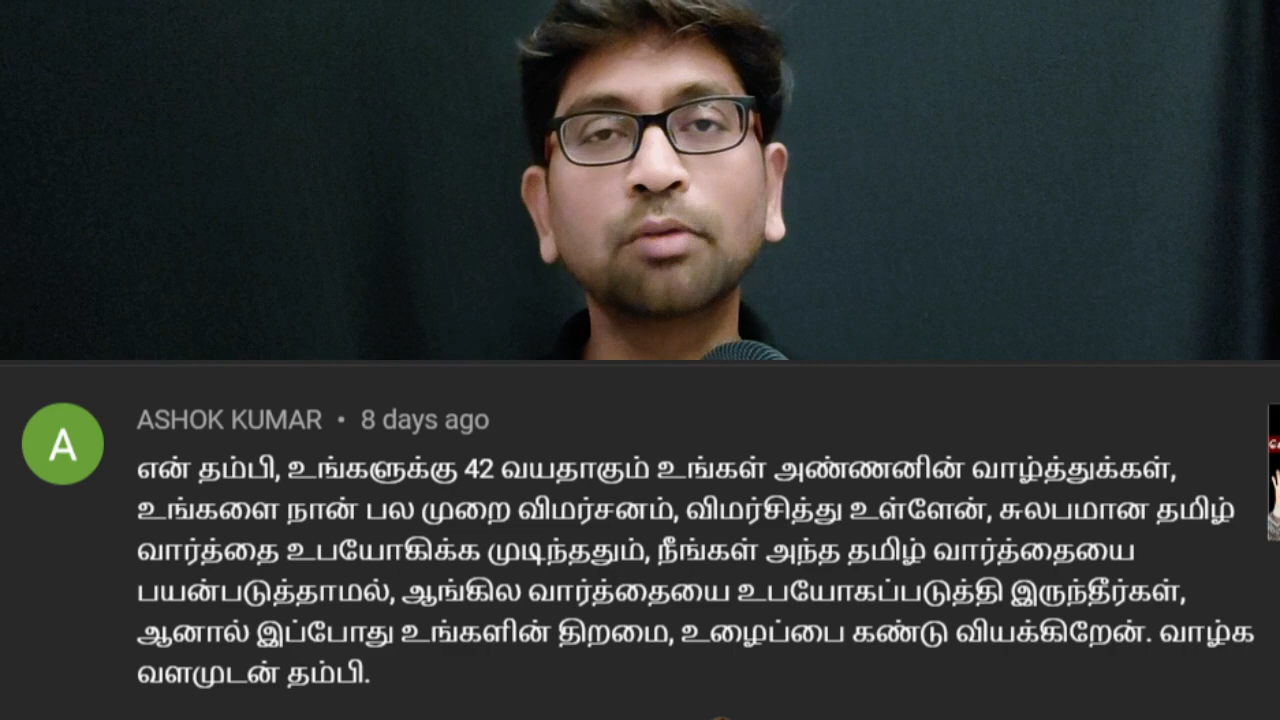 A
ASHOK KUMAR • 8 days ago
என் தம்பி, உங்களுக்கு 42 வயதாகும் உங்கள் அண்ணனின் வாழ்த்துக்கள்,
உங்களை நான் பல முறை விமர்சனம், விமர்சித்து உள்ளேன், சுலபமான தமிழ்
வார்த்தை உபயோகிக்க முடிந்ததும், நீங்கள் அந்த தமிழ் வார்த்தையை
பயன்படுத்தாமல், ஆங்கில வார்த்தையை உபயோகப்படுத்தி இருந்தீர்கள்,
ஆனால் இப்போது உங்களின் திறமை, உழைப்பை கண்டு வியக்கிறேன். வாழ்க
வளமுடன் தம்பி.